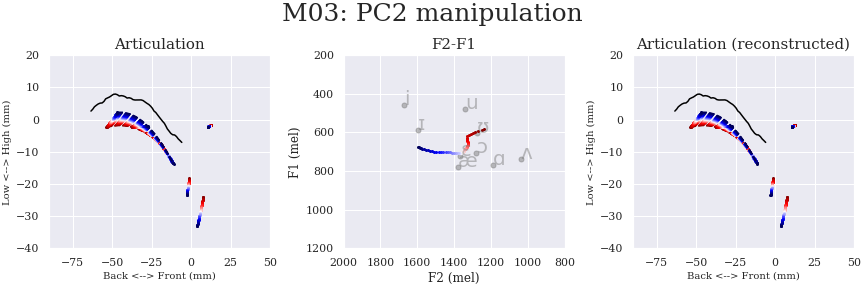 M03: PC2 manipulation
Articulation
F2-F1
Articulation (reconstructed)
20
10
0
−10
−20
−30
−40
−75
−50
−25
0
25
50
Low <--> High (mm)
Back <--> Front (mm)
200
400
600
800
1000
1200
2000
1800
1600
1400
1200
1000
800
F1 (mel)
F2 (mel)
i
u
ɪ
ʊ
ɔ
æ
ɑ
ʌ
20
10
0
−10
−20
−30
−40
−75
−50
−25
0
25
50
Low <--> High (mm)
Back <--> Front (mm)